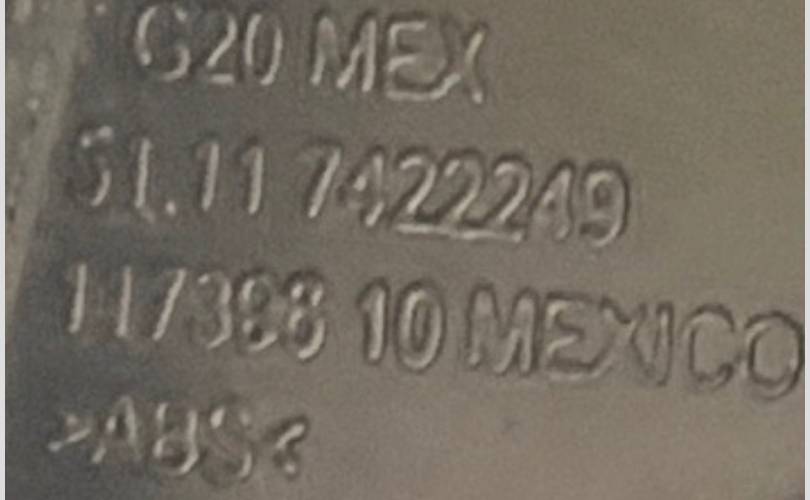 G20 MEX
51.11 7422249
117388 10 MEXICO
>ABS<